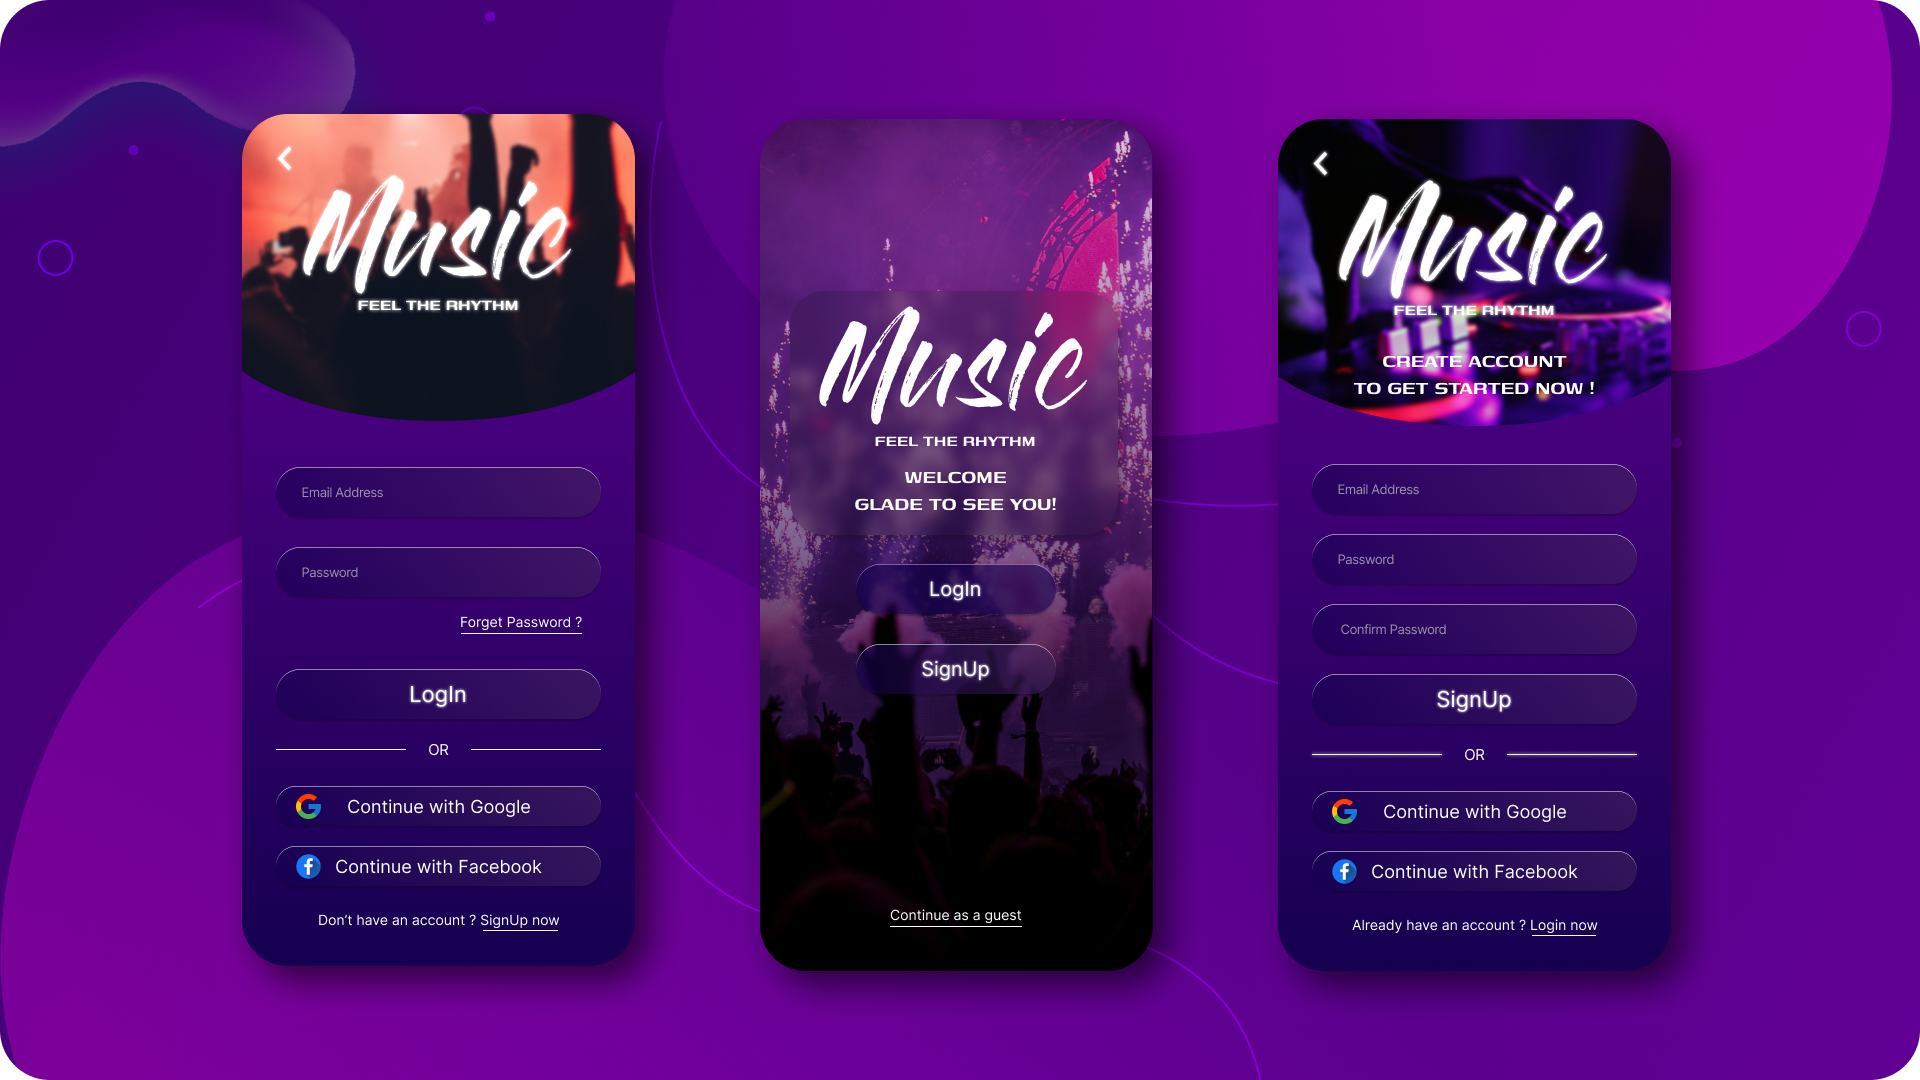 Music
FEEL THE RHYTHM
Email Address
Password
Forget Password ?
LogIn
OR
Continue with Google
Continue with Facebook
Don't have an account ? SignUp now
Music
FEEL THE RHYTHM
WELCOME
GLADE TO SEE YOU!
LogIn
SignUp
Continue as a guest
Music
FEEL THE RHYTHM
CREATE ACCOUNT
TO GET STARTED NOW !
Email Address
Password
Confirm Password
SignUp
OR
Continue with Google
Continue with Facebook
Already have an account ? Login now